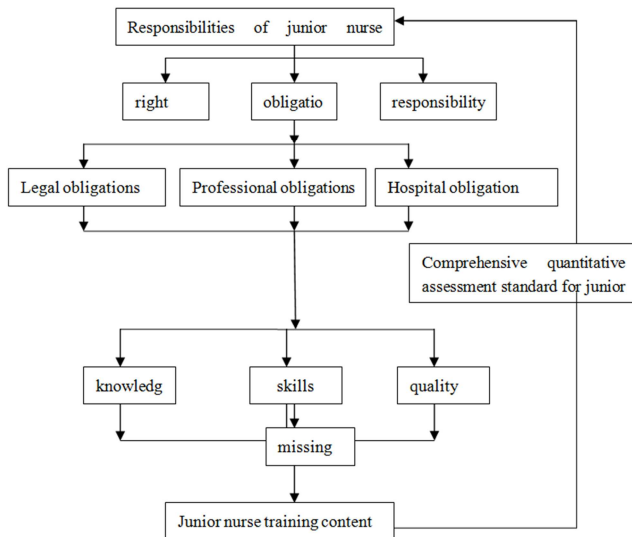 Responsibilities of junior nurse
right
obligatio
responsibility
Legal obligations
Professional obligations
Hospital obligation
Comprehensive quantitative
assessment standard for junior
knowledg
skills
quality
missing
Junior nurse training content